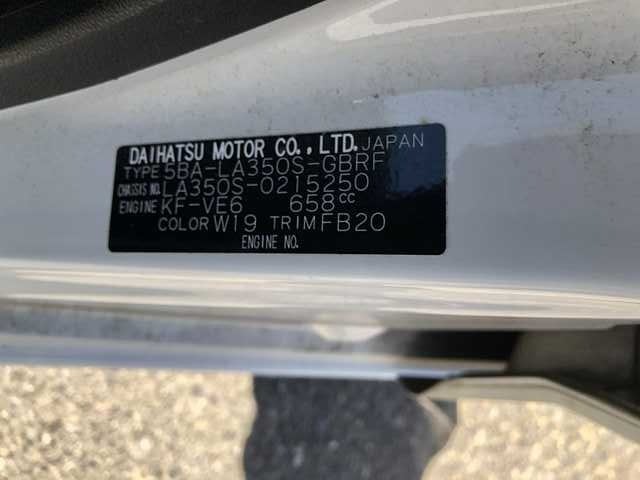 DAIHATSU MOTOR CO., LTD. JAPAN
TYPE 5BA-LA350S-GBRF
CHASSIS NO. LA350S-0215250
ENGINE KF-VE6 658cc
COLOR W19 TRIM FB20
ENGINE NO.